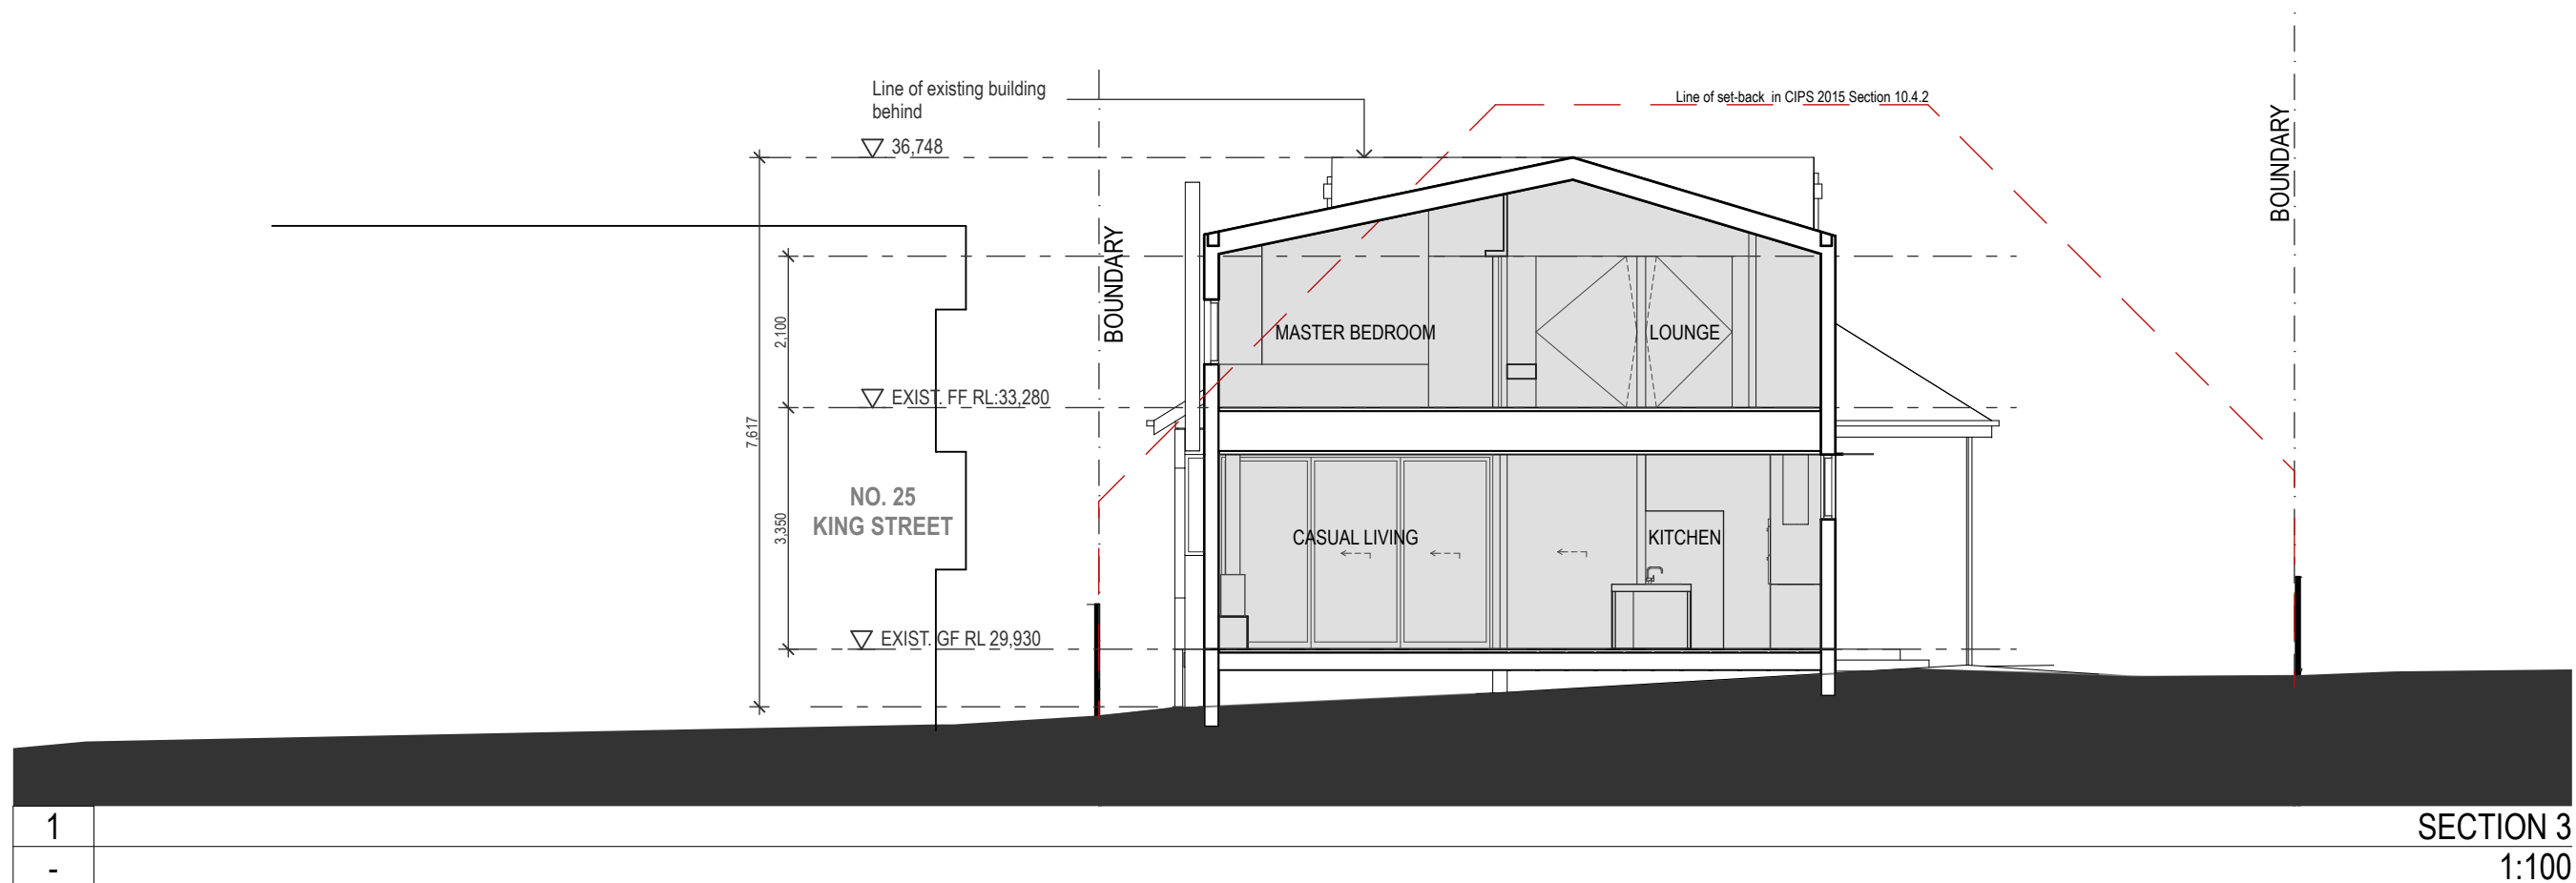 Line of existing building
behind
36,748
Line of set-back in CIPS 2015 Section 10.4.2
BOUNDARY
BOUNDARY
2,100
MASTER BEDROOM
LOUNGE
EXIST. FF RL:33,280
7,617
NO. 25
KING STREET
3,350
CASUAL LIVING
KITCHEN
EXIST. GF RL 29,930
1
SECTION 3
-
1:100